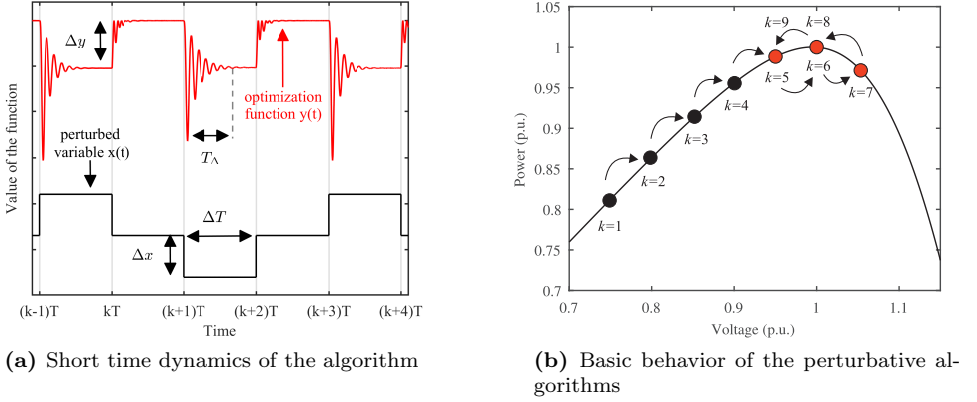 Value of the function
Δy
optimization
function y(t)
perturbed
variable x(t)
T_Λ
ΔT
Δx
(k-1)T
kT
(k+1)T
(k+2)T
(k+3)T
(k+4)T
Time
(a) Short time dynamics of the algorithm
Power (p.u.)
1.05
1
0.95
0.9
0.85
0.8
0.75
0.7
k=9
k=8
k=5
k=6
k=7
k=4
k=3
k=2
k=1
0.7
0.8
0.9
1
1.1
Voltage (p.u.)
(b) Basic behavior of the perturbative al-
gorithms